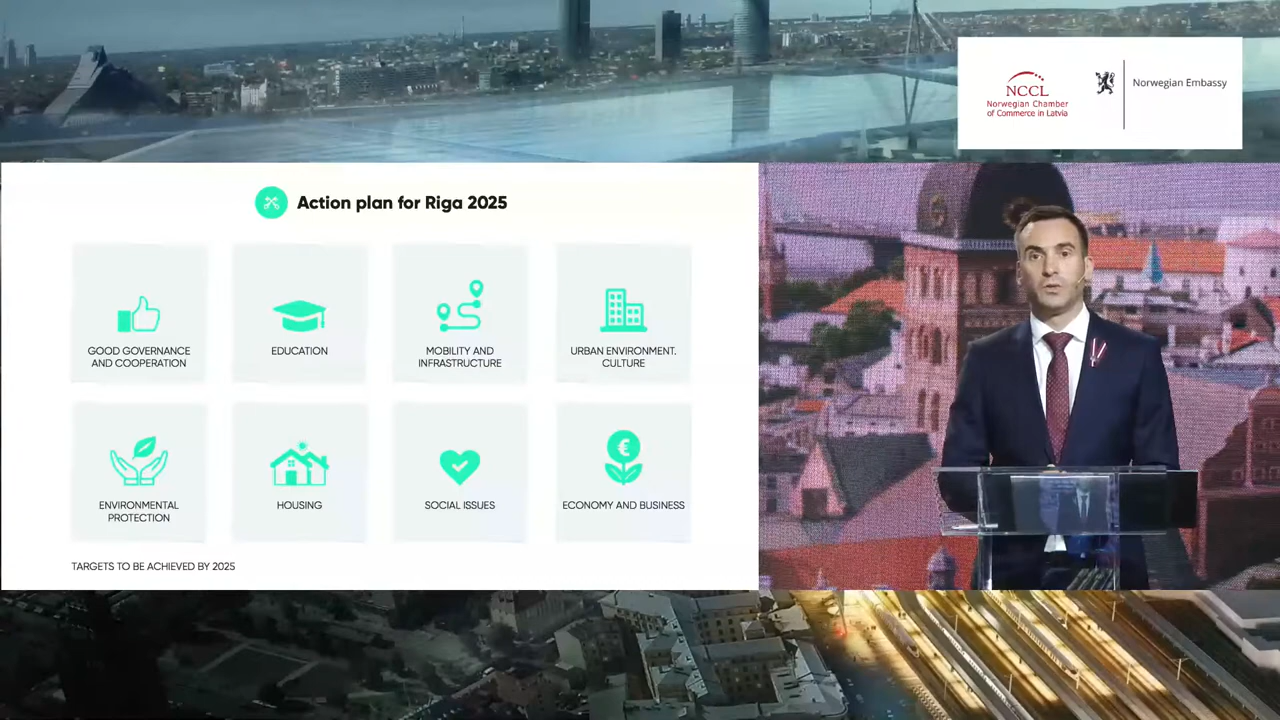 NCCL
Norwegian Chamber
of Commerce in Latvia
Norwegian Embassy
Action plan for Riga 2025
GOOD GOVERNANCE
AND COOPERATION
EDUCATION
MOBILITY AND
INFRASTRUCTURE
URBAN ENVIRONMENT.
CULTURE
ENVIRONMENTAL
PROTECTION
HOUSING
SOCIAL ISSUES
€
ECONOMY AND BUSINESS
TARGETS TO BE ACHIEVED BY 2025